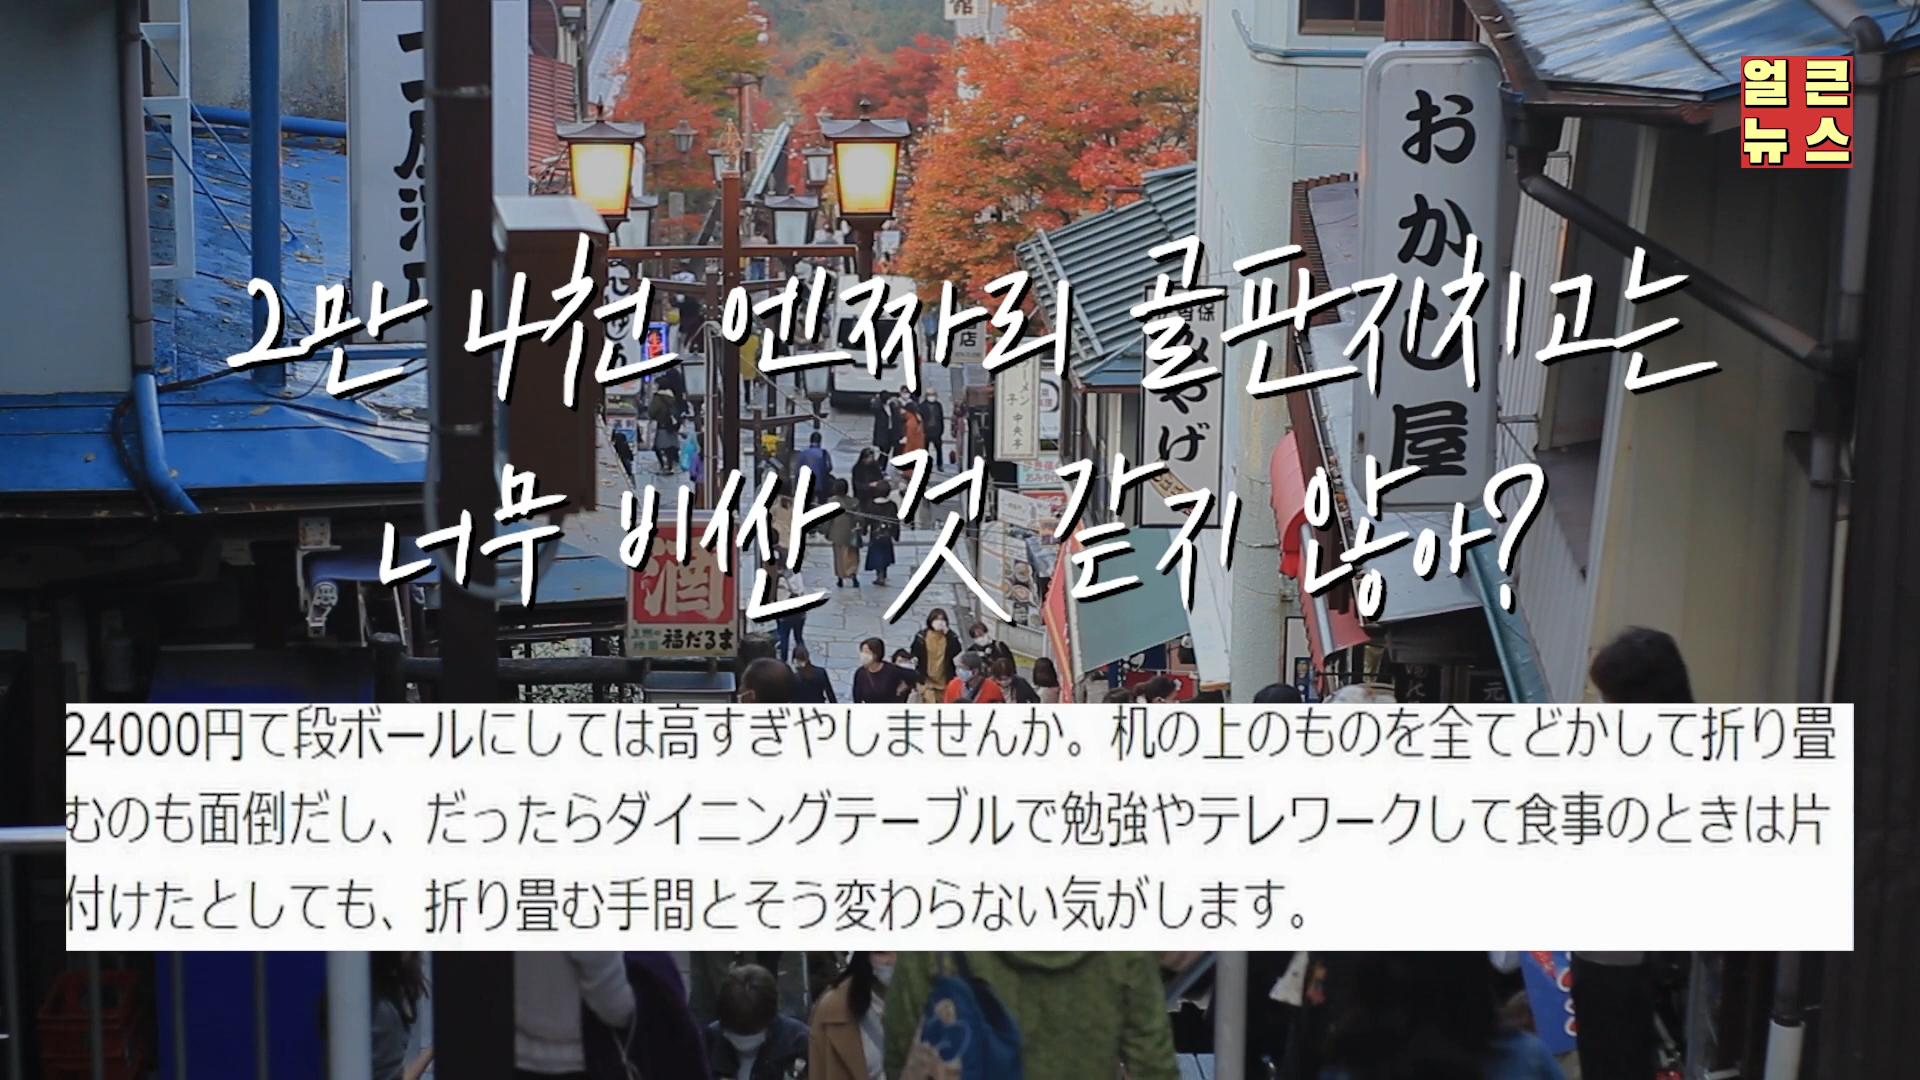 얼큰
뉴스
おかし屋
みやげ
中央亭
2만 4천 엔짜리 골판지치고는
너무 비싼 것 같지 않아?
酒
福だるま
24000円て段ボールにしては高すぎやしませんか。机の上のものを全てどかして折り畳
むのも面倒だし、だったらダイニングテーブルで勉強やテレワークして食事のときは片
付けたとしても、折り畳む手間とそう変わらない気がします。